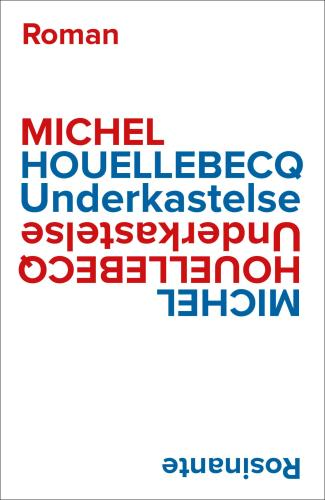 Roman
MICHEL
HOUELLEBECQ
Underkastelse
Underkastelse
HOUELLEBECQ
MICHEL
Rosinante